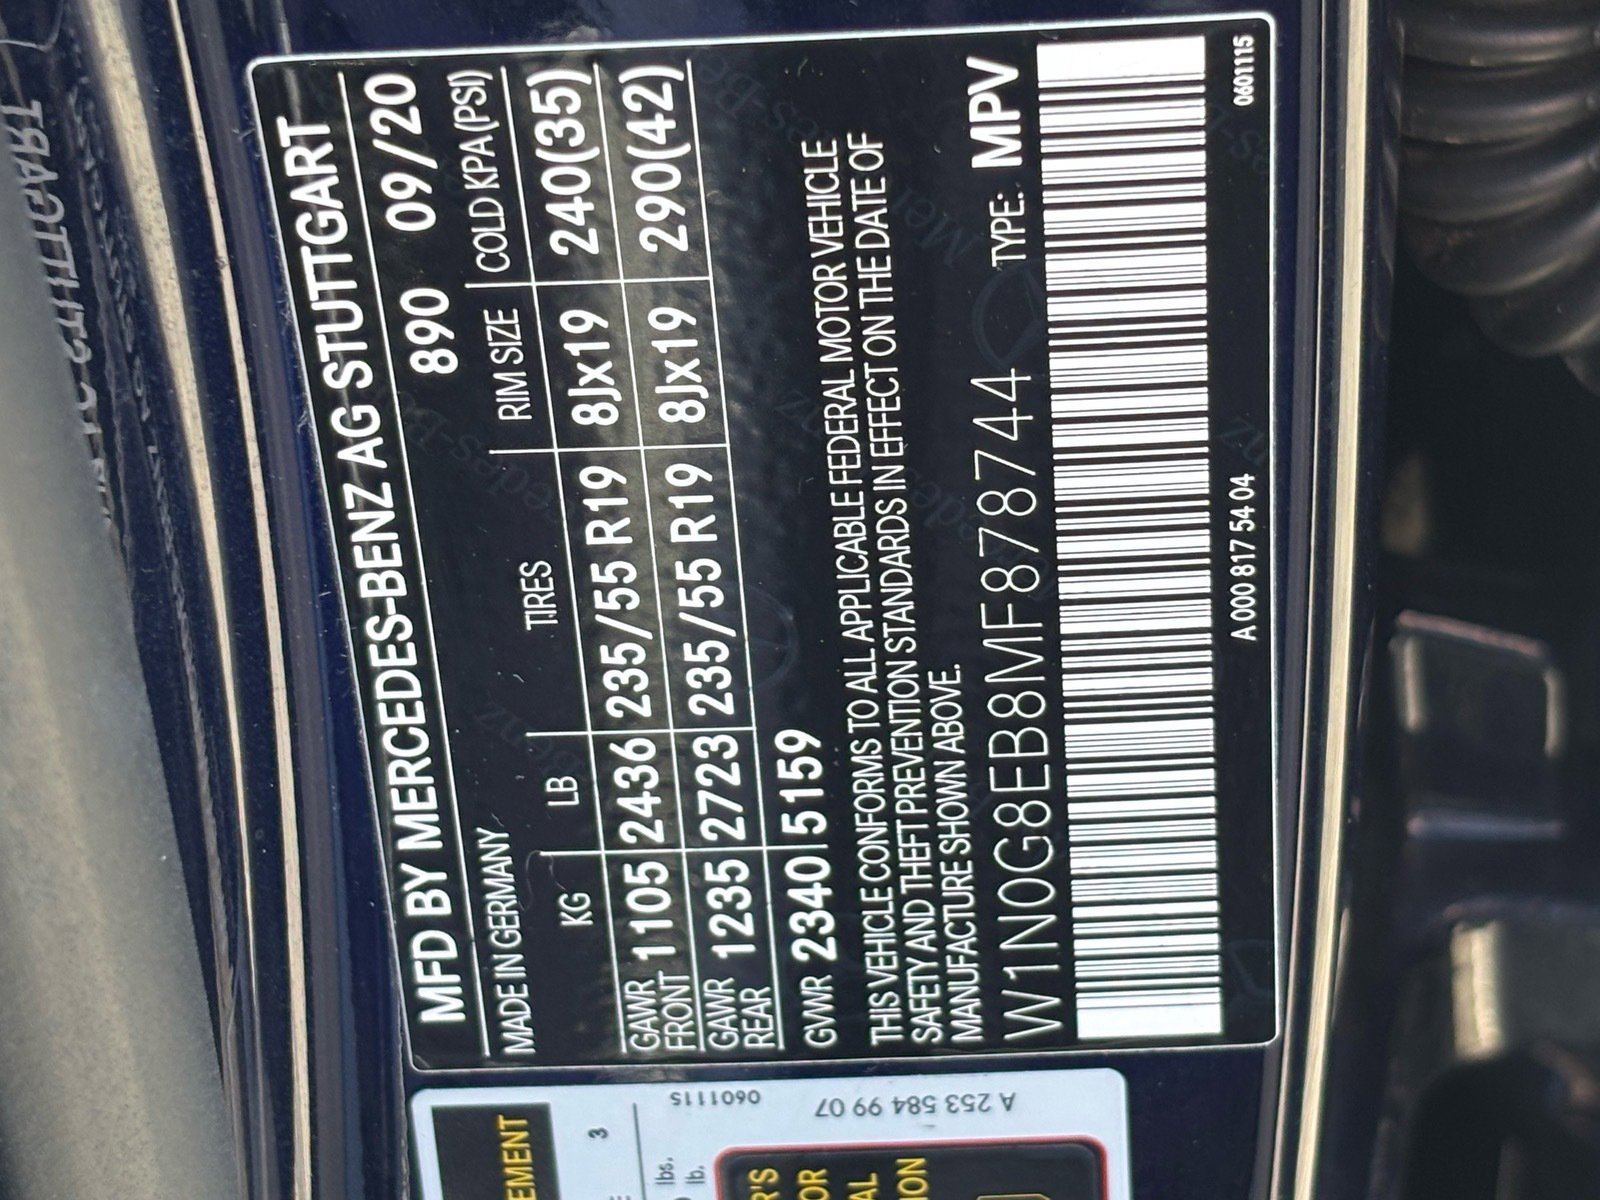 MFD BY MERCEDES-BENZ AG STUTTGART
890 09/20
MADE IN GERMANY
KG LB TIRES RIM SIZE COLD KPA(PSI)
GAWR FRONT 1105 2436 235/55 R19 8Jx19 240(35)
GAWR REAR 1235 2723 235/55 R19 8Jx19 290(42)
GVWR 2340 5159
THIS VEHICLE CONFORMS TO ALL APPLICABLE FEDERAL MOTOR VEHICLE
SAFETY AND THEFT PREVENTION STANDARDS IN EFFECT ON THE DATE OF
MANUFACTURE SHOWN ABOVE.
TYPE: MPV
W1N0G8EB8MF878744
A 000 817 54 04
0601115
3
lbs.
lb.
060111S
A 253 584 99 07